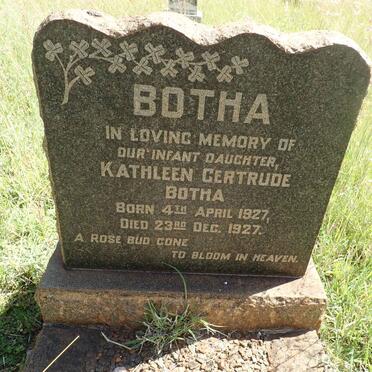 BOTHA
IN LOVING MEMORY OF
OUR INFANT DAUGHTER,
KATHLEEN GERTRUDE
BOTHA
BORN 4TH APRIL 1927,
DIED 23RD DEC. 1927.
A ROSE BUD GONE
TO BLOOM IN HEAVEN.